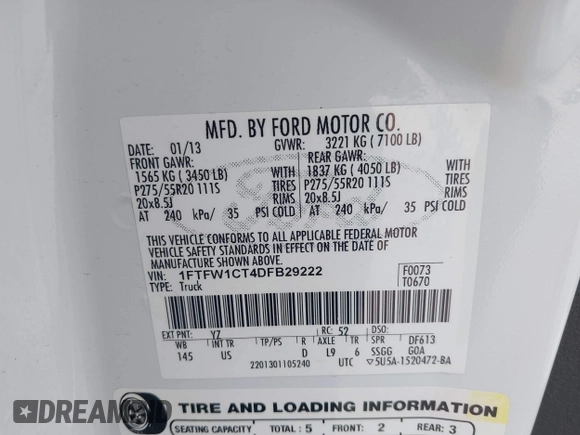 MFD. BY FORD MOTOR CO.
DATE: 01/13 GVWR: 3221 KG ( 7100 LB)
FRONT GAWR: REAR GAWR:
1565 KG ( 3450 LB) WITH 1837 KG ( 4050 LB) WITH
P275/55R20 111S TIRES P275/55R20 111S TIRES
20x8.5J RIMS 20x8.5J RIMS
AT 240 kPa/ 35 PSI COLD AT 240 kPa/ 35 PSI COLD
THIS VEHICLE CONFORMS TO ALL APPLICABLE FEDERAL MOTOR
VEHICLE SAFETY STANDARDS IN EFFECT ON THE DATE OF
MANUFACTURE SHOWN ABOVE.
VIN: 1FTFW1CT4DFB29222 F0073
TYPE: Truck T0670
EXT PNT: YZ RC: 52 DSO:
WB INT TR TP/PS R AXLE TR SPR DF613
145 US D L9 6 SSGG G0A
2201301105240 UTC 5U5A-1520472-BA
TIRE AND LOADING INFORMATION
SEATING CAPACITY TOTAL: 5 FRONT: 2 REAR: 3